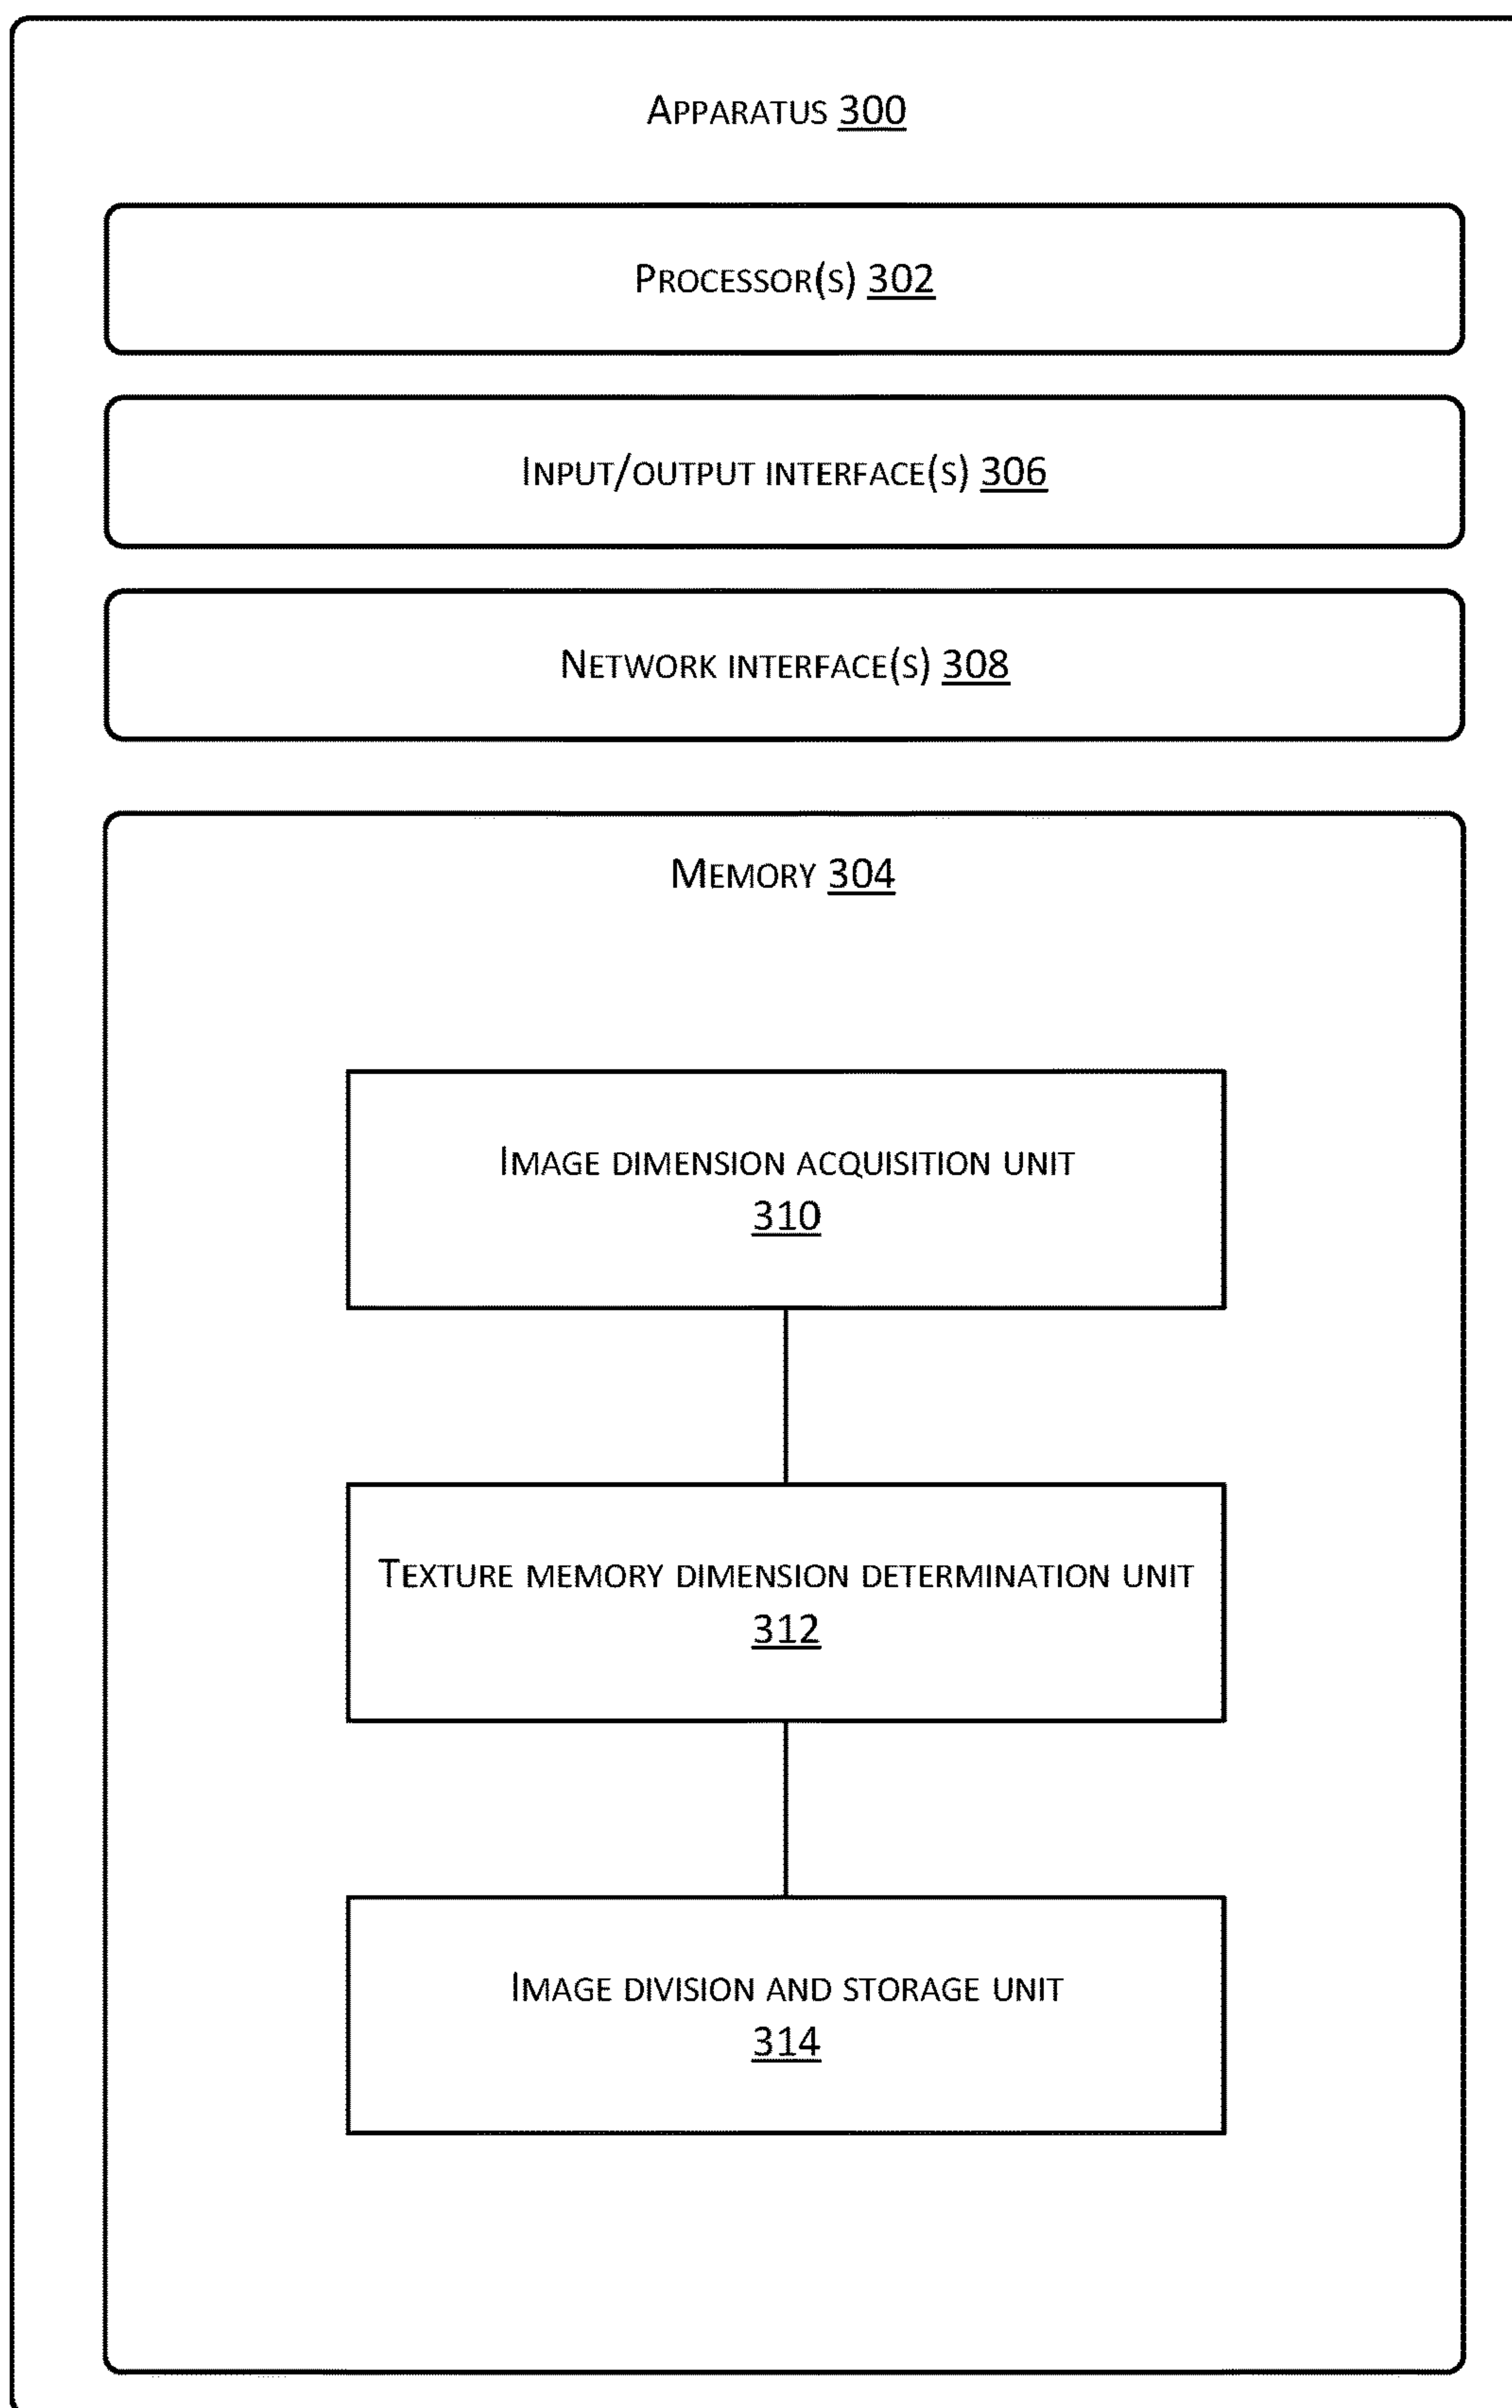 APPARATUS 300
PROCESSOR(S) 302
INPUT/OUTPUT INTERFACE(S) 306
NETWORK INTERFACE(S) 308
MEMORY 304
IMAGE DIMENSION ACQUISITION UNIT
310
TEXTURE MEMORY DIMENSION DETERMINATION UNIT
312
IMAGE DIVISION AND STORAGE UNIT
314